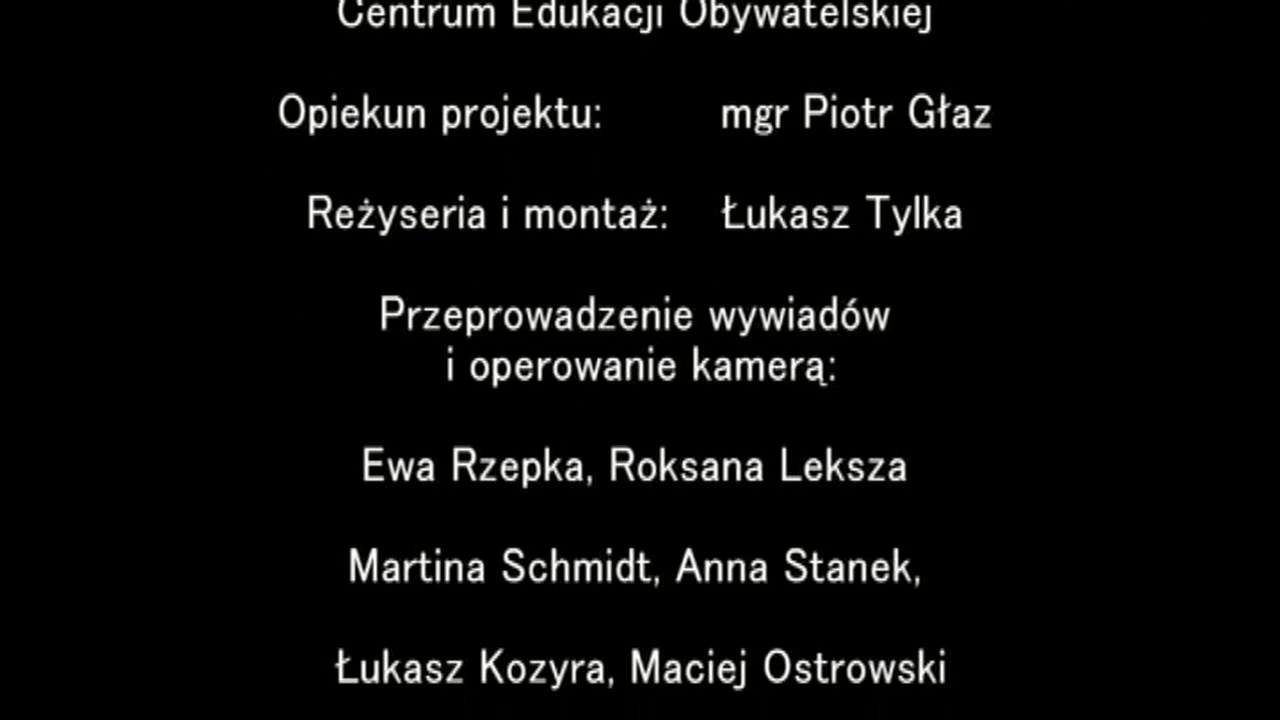 Centrum Edukacji Obywatelskiej
Opiekun projektu: mgr Piotr Głaz
Reżyseria i montaż: Łukasz Tylka
Przeprowadzenie wywiadów
i operowanie kamerą:
Ewa Rzepka, Roksana Leksza
Martina Schmidt, Anna Stanek,
Łukasz Kozyra, Maciej Ostrowski